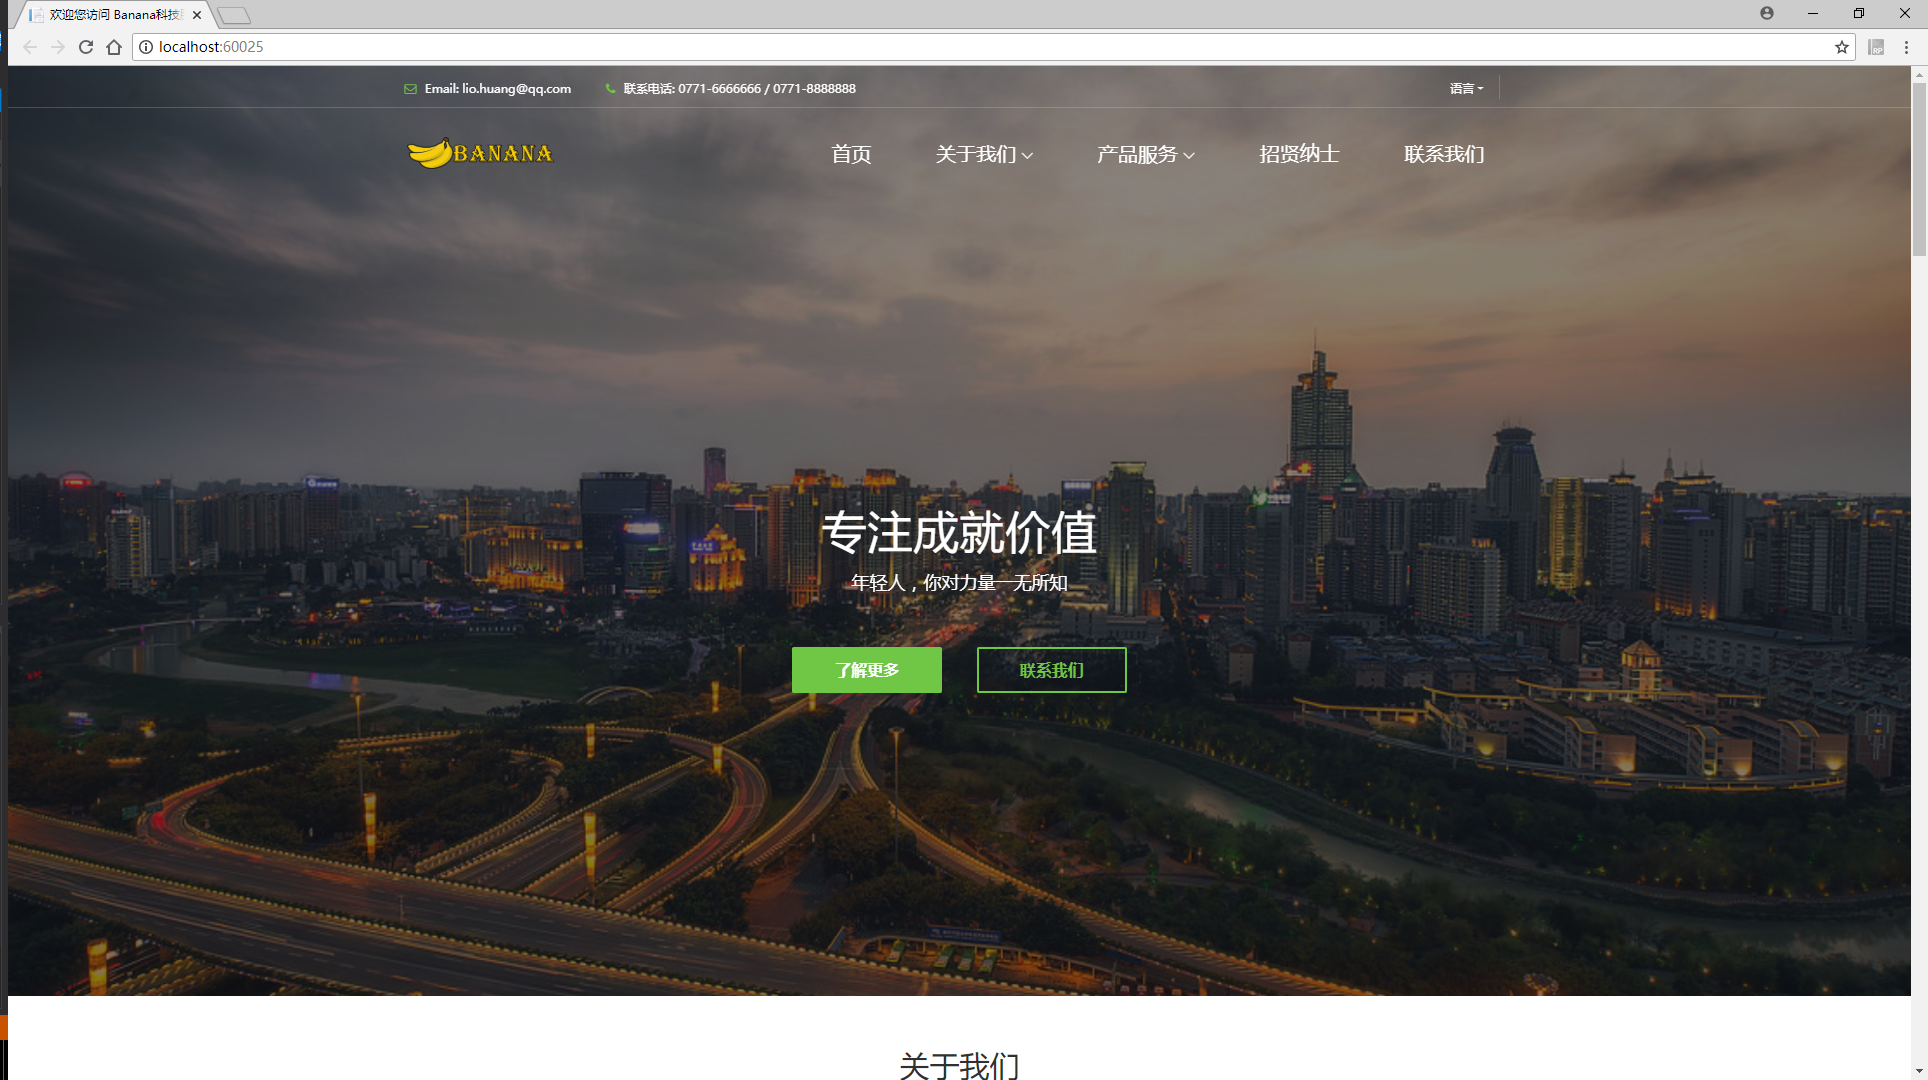 欢迎您访问 Banana科技
localhost:60025
Email: lio.huang@qq.com
联系电话: 0771-6666666 / 0771-8888888
语言
BANANA
首页
关于我们
产品服务
招贤纳士
联系我们
专注成就价值
年轻人，你对力量一无所知
了解更多
联系我们
关于我们